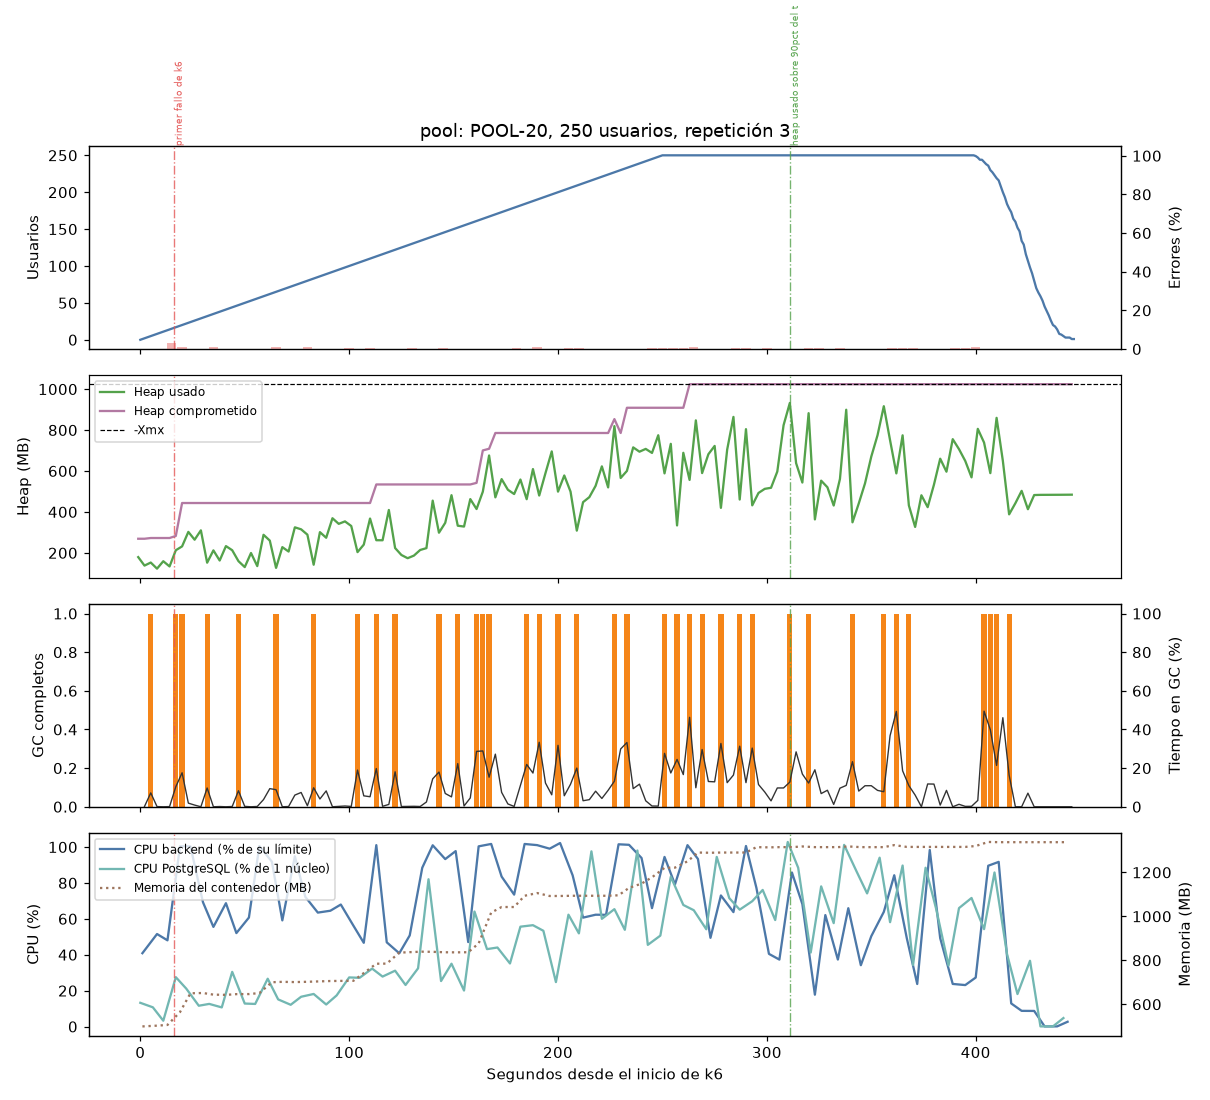 primer fallo de k6
heap usado sobre 90pct del t
pool: POOL-20, 250 usuarios, repetición 3
Usuarios
250
200
150
100
50
0
100
80
60
40
20
0
Errores (%)
Heap (MB)
1000
800
600
400
200
Heap usado
Heap comprometido
-Xmx
GC completos
1.0
0.8
0.6
0.4
0.2
0.0
100
80
60
40
20
0
Tiempo en GC (%)
CPU (%)
100
80
60
40
20
0
CPU backend (% de su límite)
CPU PostgreSQL (% de 1 núcleo)
Memoria del contenedor (MB)
1200
1000
800
600
Memoria (MB)
0 100 200 300 400
Segundos desde el inicio de k6